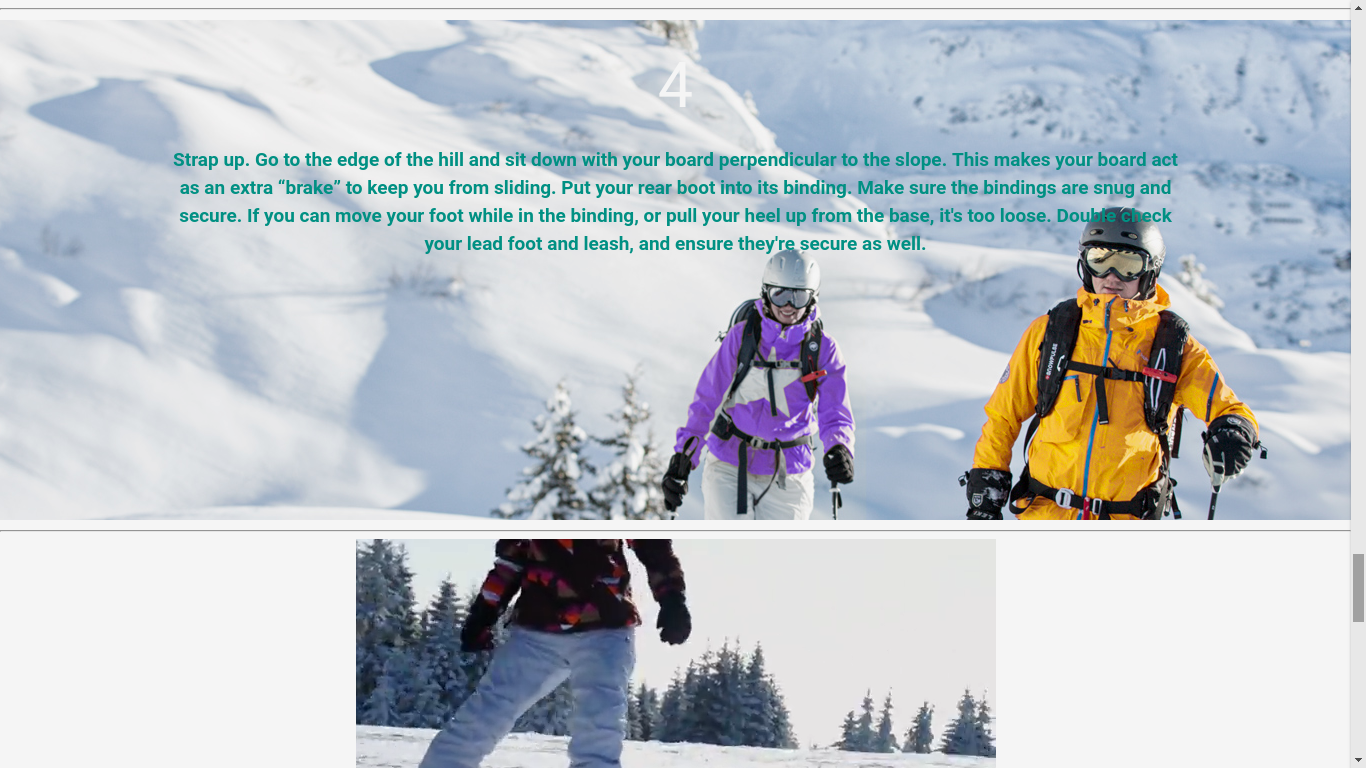 4
Strap up. Go to the edge of the hill and sit down with your board perpendicular to the slope. This makes your board act
as an extra “brake” to keep you from sliding. Put your rear boot into its binding. Make sure the bindings are snug and
secure. If you can move your foot while in the binding, or pull your heel up from the base, it's too loose. Double check
your lead foot and leash, and ensure they're secure as well.
SNOWPULSE
LEKI